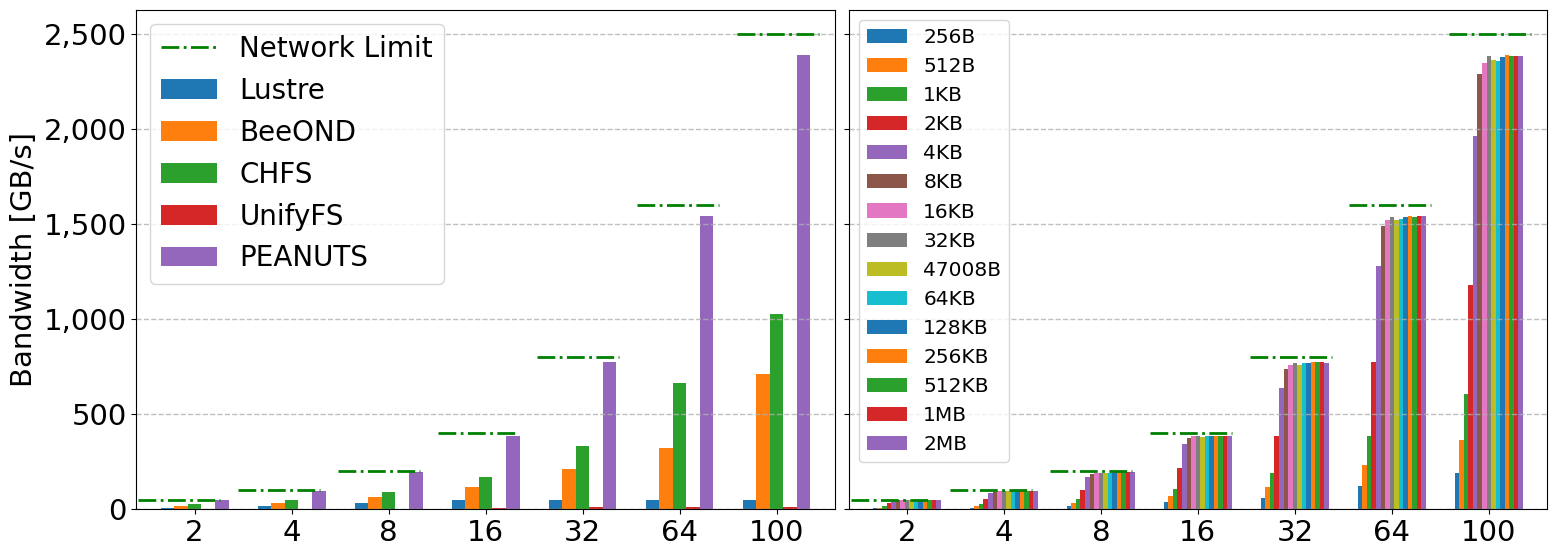 Bandwidth [GB/s]
2,500
2,000
1,500
1,000
500
0
Network Limit
Lustre
BeeOND
CHFS
UnifyFS
PEANUTS
2 4 8 16 32 64 100
256B
512B
1KB
2KB
4KB
8KB
16KB
32KB
47008B
64KB
128KB
256KB
512KB
1MB
2MB
2 4 8 16 32 64 100